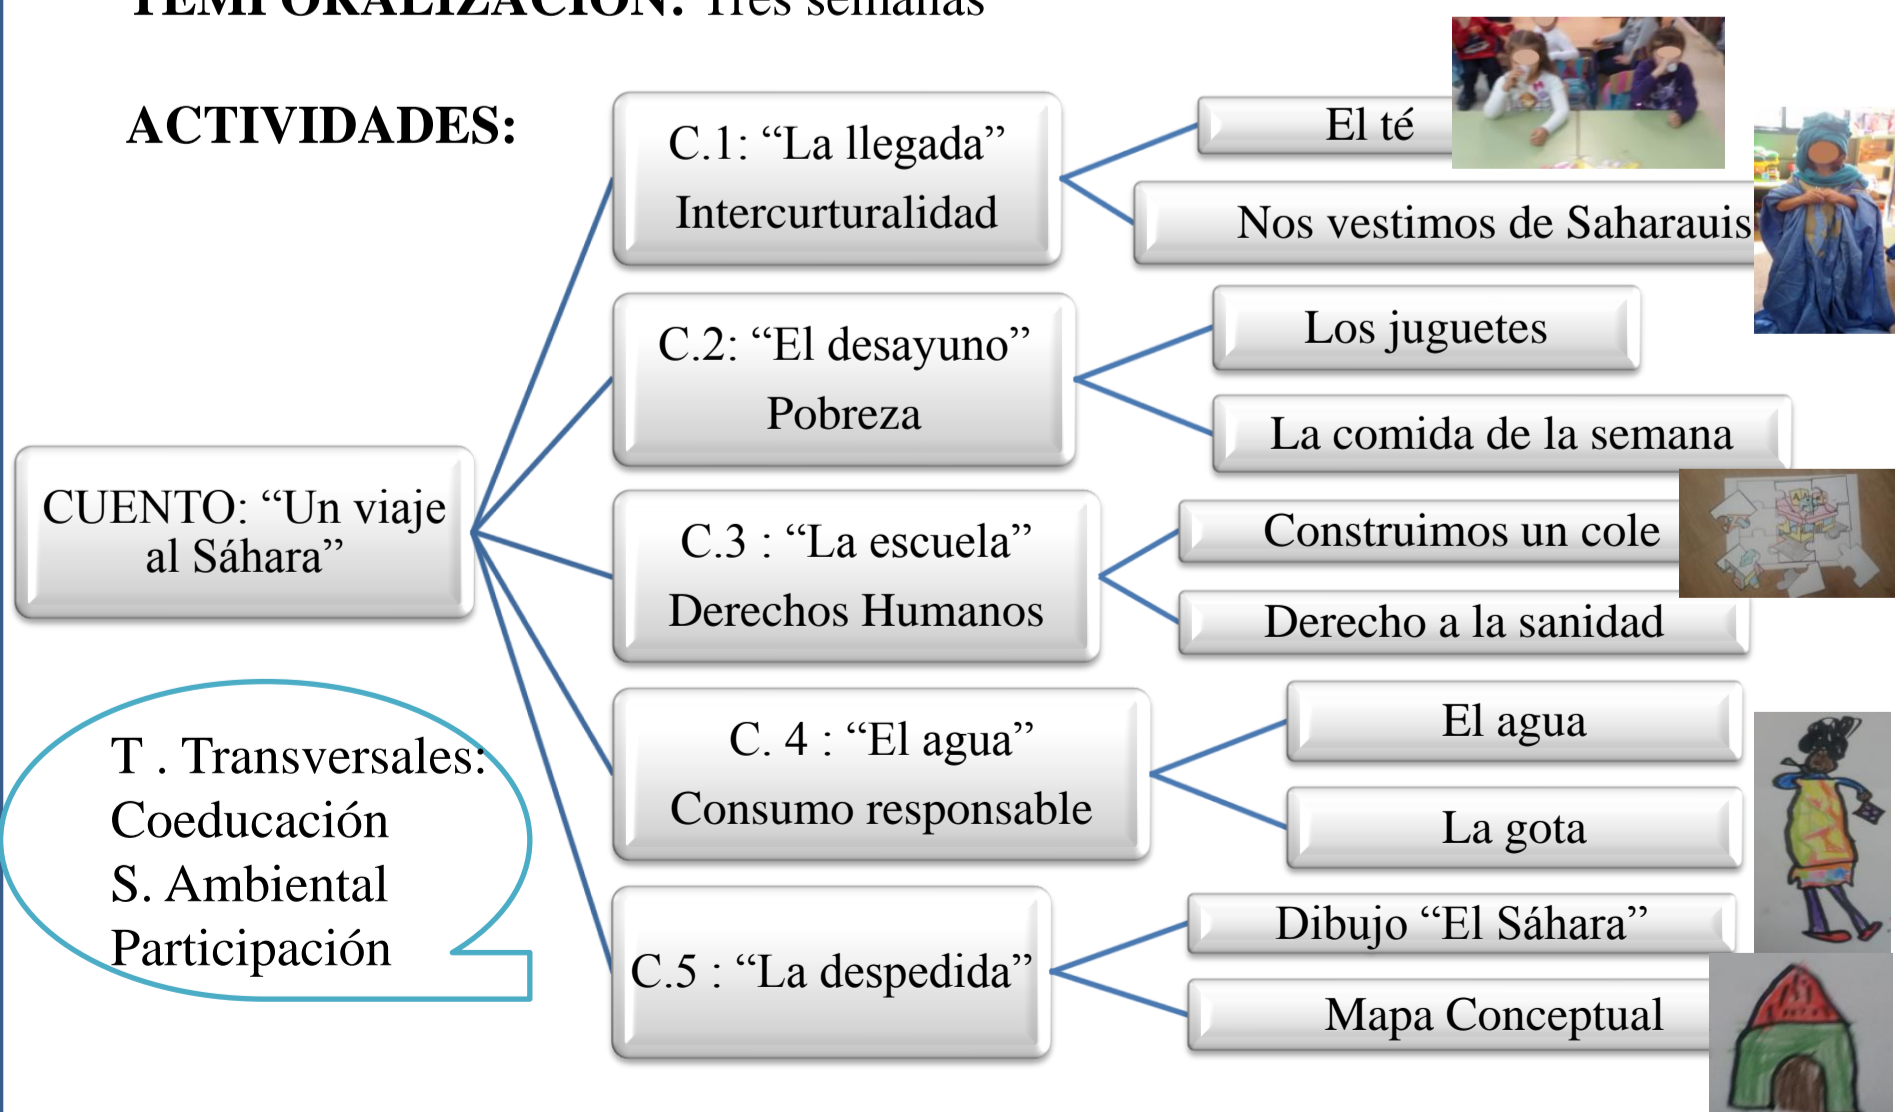 TEMPORALIZACIÓN: Tres semanas
ACTIVIDADES:
CUENTO: “Un viaje
al Sáhara”
C.1: “La llegada”
Intercurturalidad
El té
Nos vestimos de Saharauis
C.2: “El desayuno”
Pobreza
Los juguetes
La comida de la semana
C.3 : “La escuela”
Derechos Humanos
Construimos un cole
Derecho a la sanidad
C. 4 : “El agua”
Consumo responsable
El agua
La gota
C.5 : “La despedida”
Dibujo “El Sáhara”
Mapa Conceptual
T . Transversales:
Coeducación
S. Ambiental
Participación